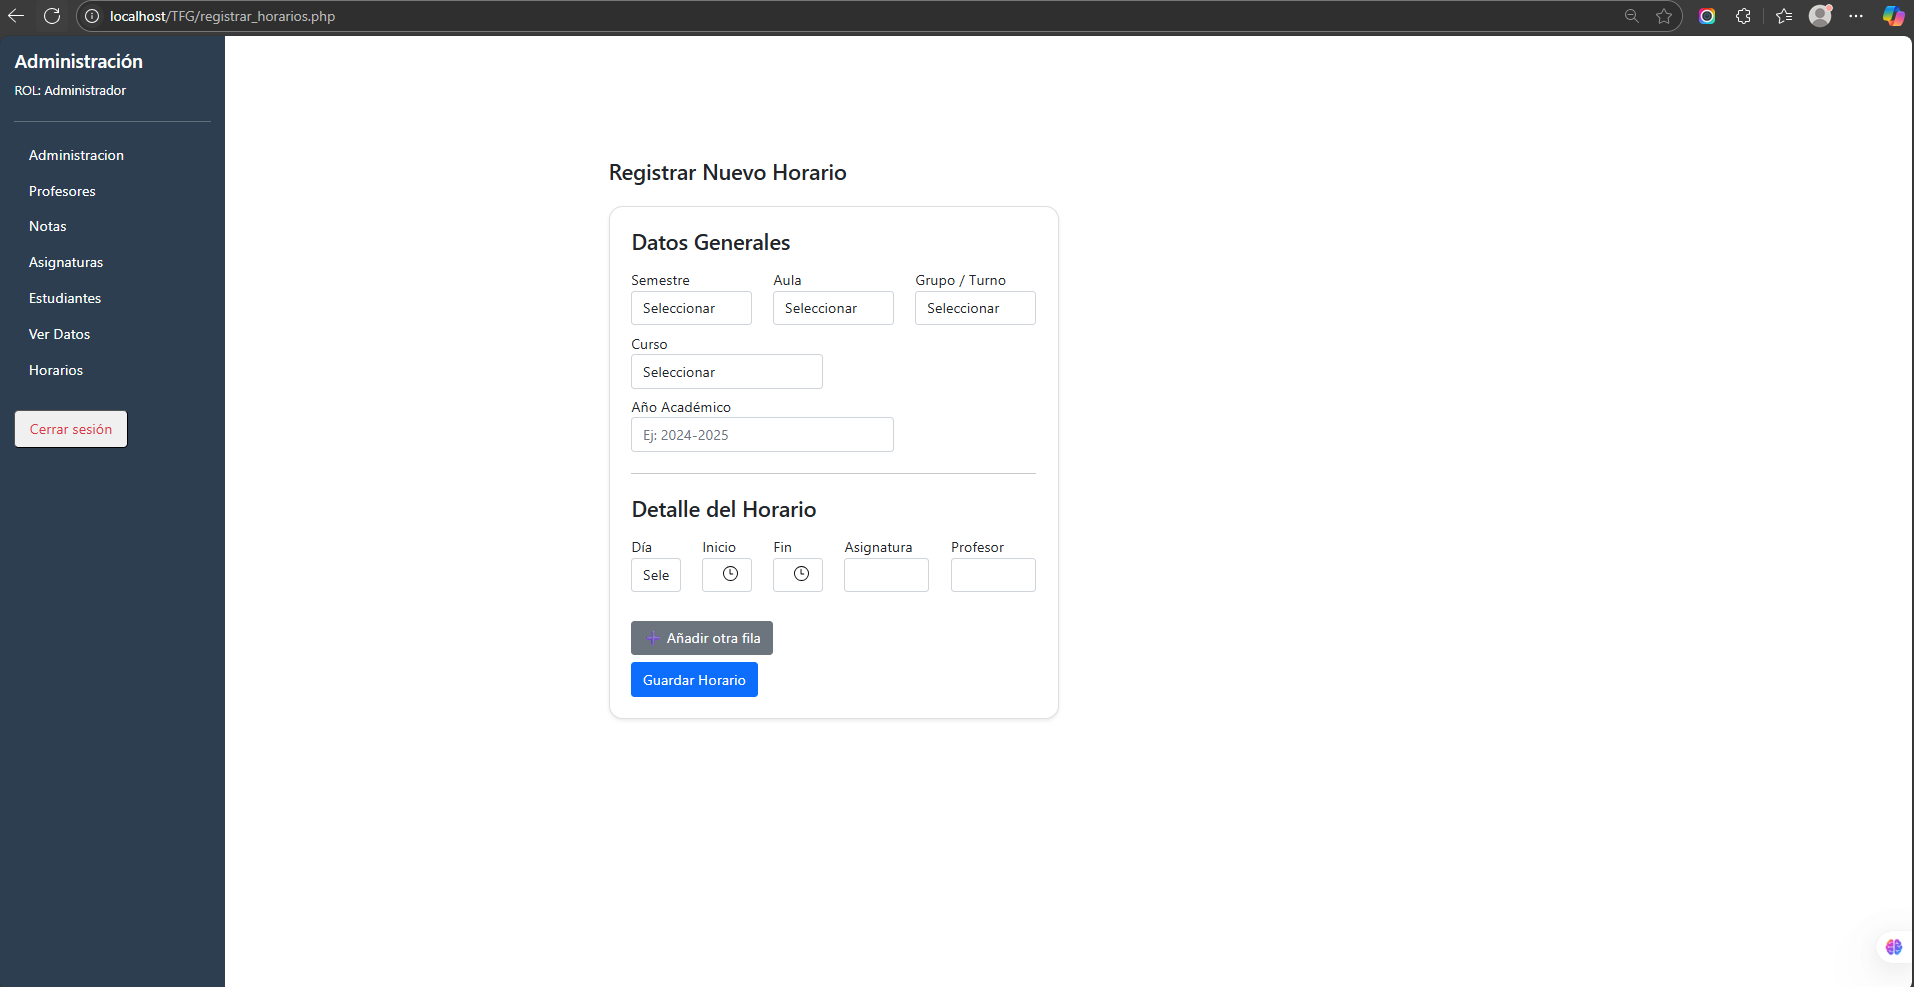 localhost/TFG/registrar_horarios.php
Administración
ROL: Administrador
Administracion
Profesores
Notas
Asignaturas
Estudiantes
Ver Datos
Horarios
Cerrar sesión
Registrar Nuevo Horario
Datos Generales
Semestre Aula Grupo / Turno
Seleccionar Seleccionar Seleccionar
Curso
Seleccionar
Año Académico
Ej: 2024-2025
Detalle del Horario
Día Inicio Fin Asignatura Profesor
Sele
Añadir otra fila
Guardar Horario